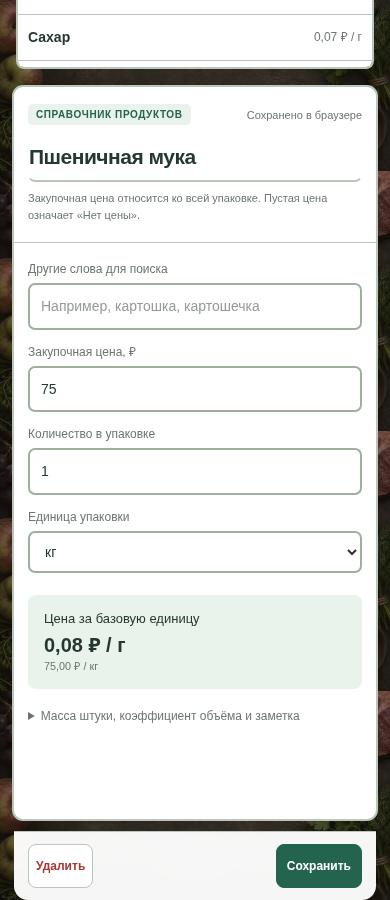 Сахар 0,07 ₽ / г
СПРАВОЧНИК ПРОДУКТОВ Сохранено в браузере
Пшеничная мука
Закупочная цена относится ко всей упаковке. Пустая цена
означает «Нет цены».
Другие слова для поиска
Например, картошка, картошечка
Закупочная цена, ₽
75
Количество в упаковке
1
Единица упаковки
кг
Цена за базовую единицу
0,08 ₽ / г
75,00 ₽ / кг
Масса штуки, коэффициент объёма и заметка
Удалить Сохранить